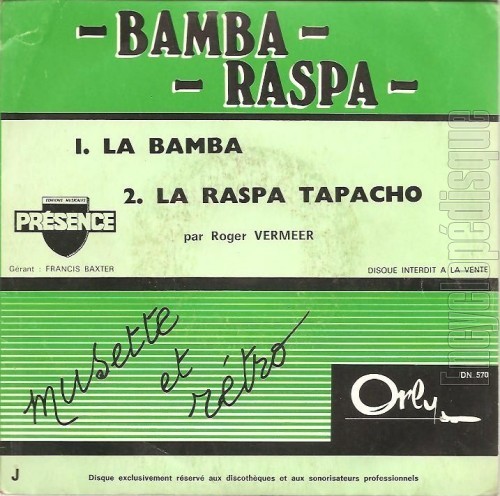 - BAMBA -
- RASPA -
1. LA BAMBA
2. LA RASPA TAPACHO
par Roger VERMEER
ÉDITIONS MUSICALES
PRÉSENCE
Gérant : FRANCIS BAXTER
DISQUE INTERDIT A LA VENTE
musette
et
rétro
DN 570
Orly
J
Disque exclusivement réservé aux discothèques et aux sonorisateurs professionnels
Encyclopédisque